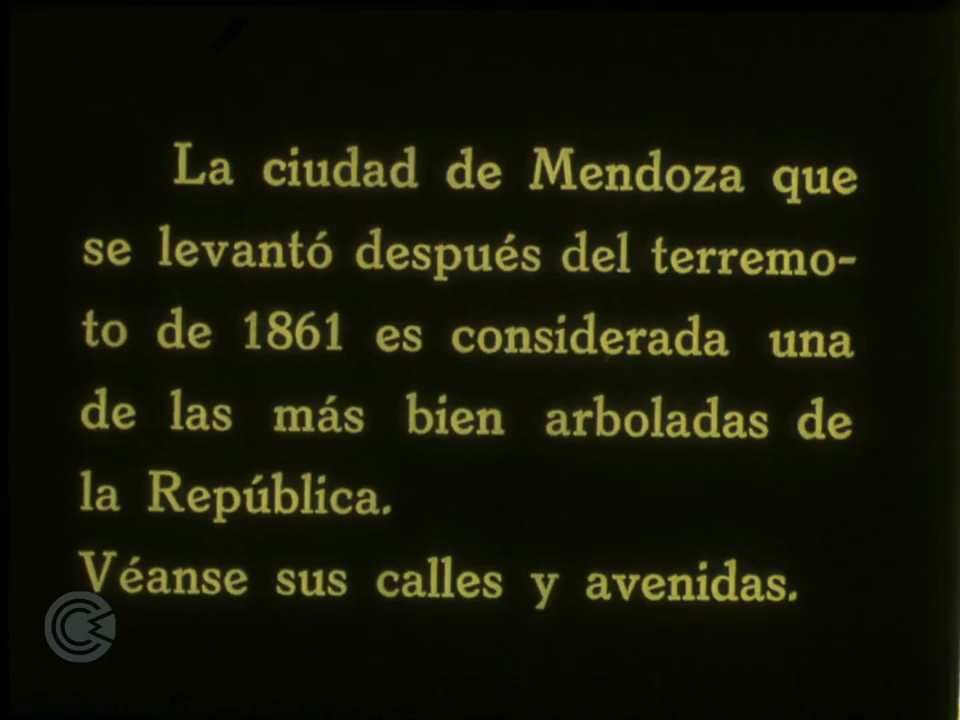 La ciudad de Mendoza que
se levantó después del terremo-
to de 1861 es considerada una
de las más bien arboladas de
la República.
Véanse sus calles y avenidas.